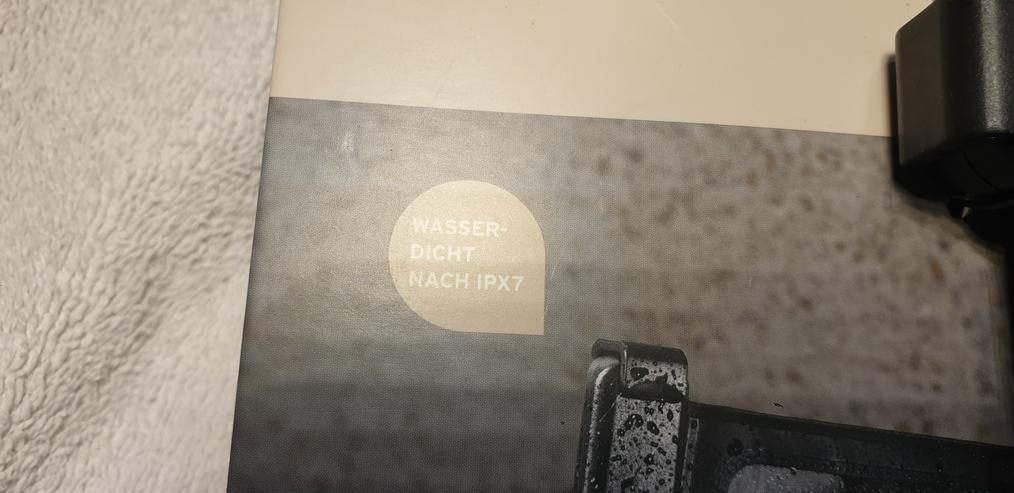 WASSER-
DICHT
NACH IPX7